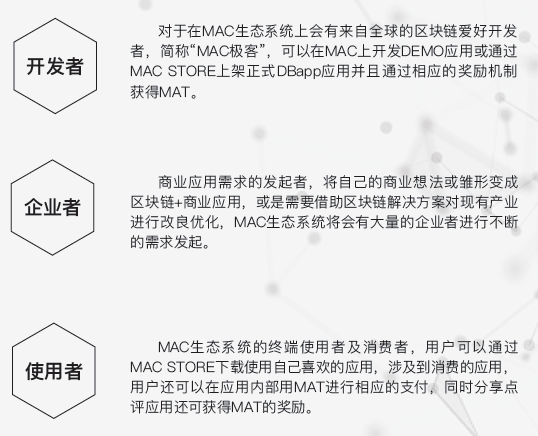 开发者
对于在MAC生态系统上会有来自全球的区块链爱好开发
者，简称“MAC极客”，可以在MAC上开发DEMO应用或通过
MAC STORE上架正式DBapp应用并且通过相应的奖励机制
获得MAT。
企业者
商业应用需求的发起者，将自己的商业想法或雏形变成
区块链+商业应用，或是需要借助区块链解决方案对现有产业
进行改良优化，MAC生态系统将会有大量的企业者进行不断
的需求发起。
使用者
MAC生态系统的终端使用者及消费者，用户可以通过
MAC STORE下载使用自己喜欢的应用，涉及到消费的应用，
用户还可以在应用内部用MAT进行相应的支付，同时分享点
评应用还可获得MAT的奖励。